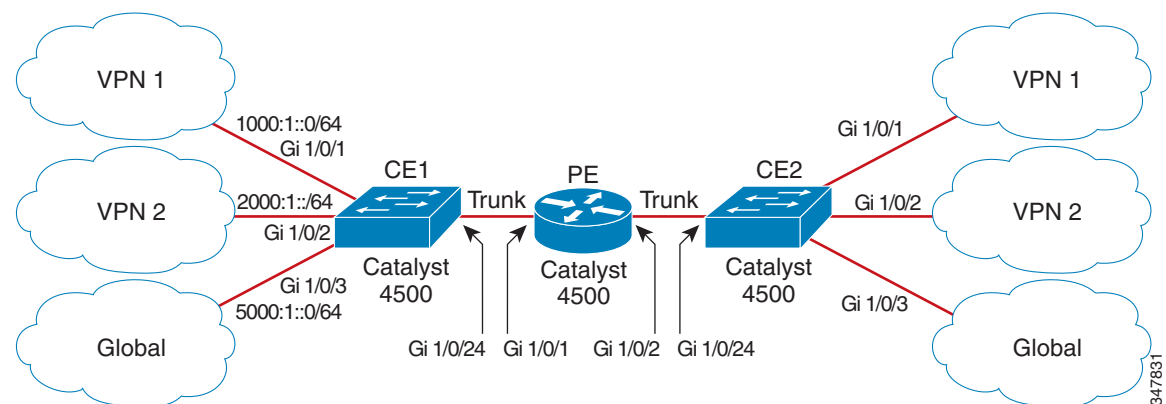 VPN 1
1000:1::0/64
Gi 1/0/1
VPN 2
2000:1::/64
Gi 1/0/2
Global
Gi 1/0/3
5000:1::0/64
CE1
Catalyst
4500
Trunk
PE
Catalyst
4500
Trunk
CE2
Catalyst
4500
Gi 1/0/24
Gi 1/0/1
Gi 1/0/2
Gi 1/0/24
Gi 1/0/1
VPN 1
Gi 1/0/2
VPN 2
Gi 1/0/3
Global
347831